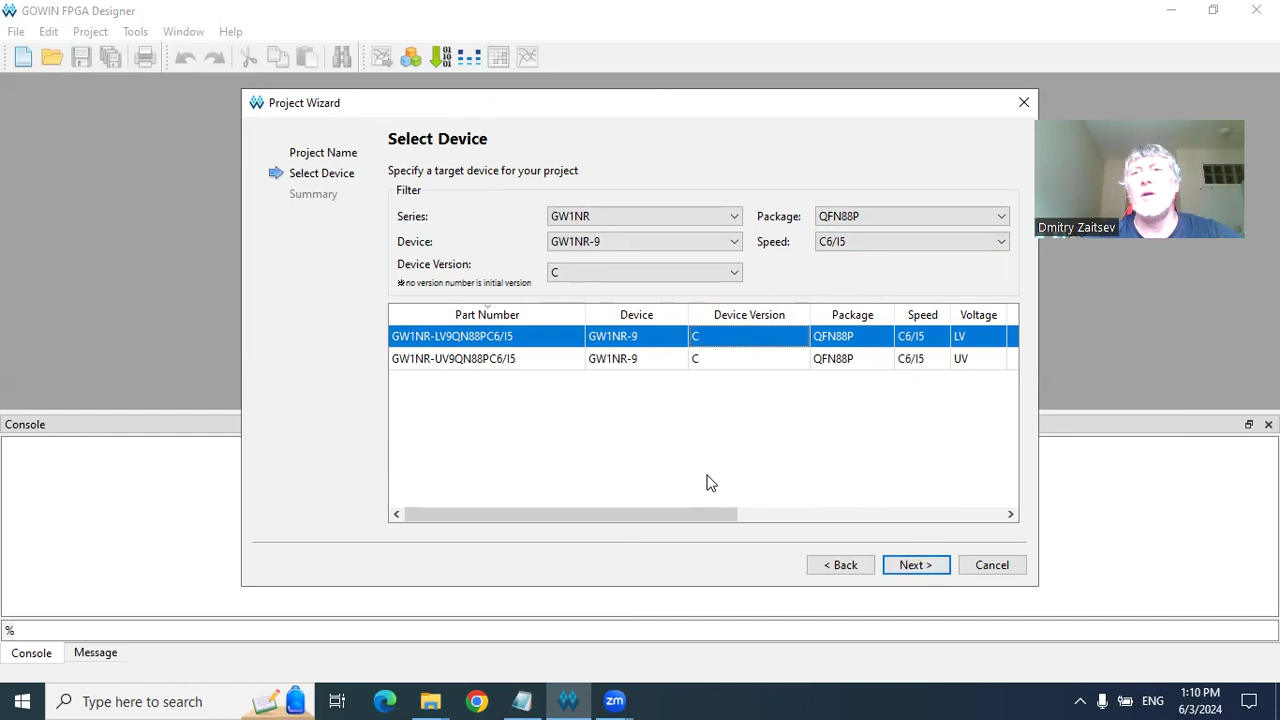 GOWIN FPGA Designer
File Edit Project Tools Window Help
Project Wizard
Project Name
Select Device
Summary
Select Device
Specify a target device for your project
Filter
Series: GW1NR Package: QFN88P
Device: GW1NR-9 Speed: C6/I5
Device Version: C
*no version number is initial version
Part Number Device Device Version Package Speed Voltage
GW1NR-LV9QN88PC6/I5 GW1NR-9 C QFN88P C6/I5 LV
GW1NR-UV9QN88PC6/I5 GW1NR-9 C QFN88P C6/I5 UV
< Back Next > Cancel
Dmitry Zaitsev
Console
%
Console Message
Type here to search
zm
ENG
1:10 PM
6/3/2024